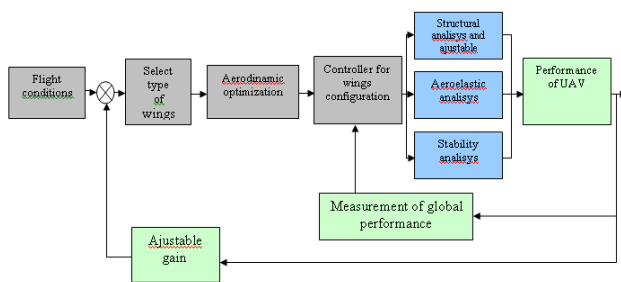 Flight
conditions
Select
type
of
wings
Aerodinamic
optimization
Controller for
wings
configuration
Structural analisys
and
ajustable
Aeroelastic
analisys
Stability
analisys
Performance
of UAV
Measurement of global
performance
Ajustable
gain